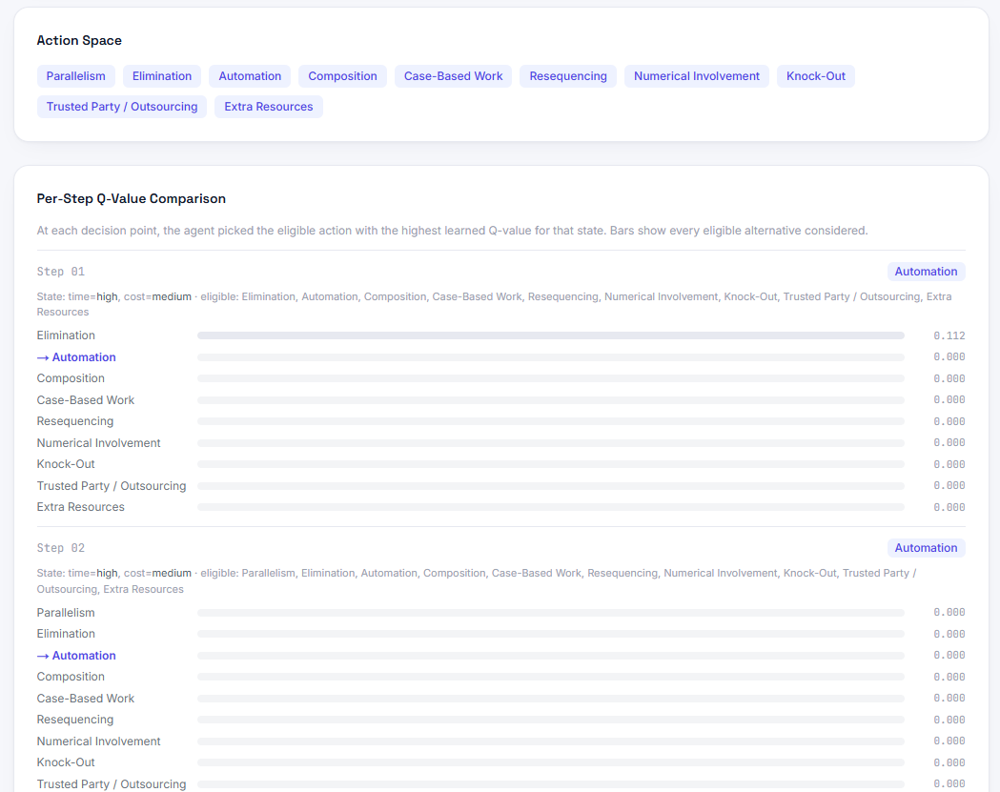 Action Space
Parallelism Elimination Automation Composition Case-Based Work Resequencing Numerical Involvement Knock-Out
Trusted Party / Outsourcing Extra Resources
Per-Step Q-Value Comparison
At each decision point, the agent picked the eligible action with the highest learned Q-value for that state. Bars show every eligible alternative considered.
Step 01 Automation
State: time=high, cost=medium · eligible: Elimination, Automation, Composition, Case-Based Work, Resequencing, Numerical Involvement, Knock-Out, Trusted Party / Outsourcing, Extra
Resources
Elimination 0.112
→ Automation 0.000
Composition 0.000
Case-Based Work 0.000
Resequencing 0.000
Numerical Involvement 0.000
Knock-Out 0.000
Trusted Party / Outsourcing 0.000
Extra Resources 0.000
Step 02 Automation
State: time=high, cost=medium · eligible: Parallelism, Elimination, Automation, Composition, Case-Based Work, Resequencing, Numerical Involvement, Knock-Out, Trusted Party /
Outsourcing, Extra Resources
Parallelism 0.000
Elimination 0.000
→ Automation 0.000
Composition 0.000
Case-Based Work 0.000
Resequencing 0.000
Numerical Involvement 0.000
Knock-Out 0.000
Trusted Party / Outsourcing 0.000